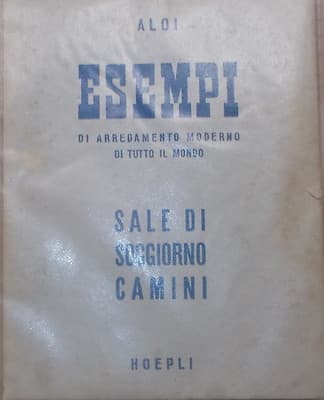 ALOI
ESEMPI
DI ARREDAMENTO MODERNO
DI TUTTO IL MONDO
SALE DI
SOGGIORNO
CAMINI
HOEPLI